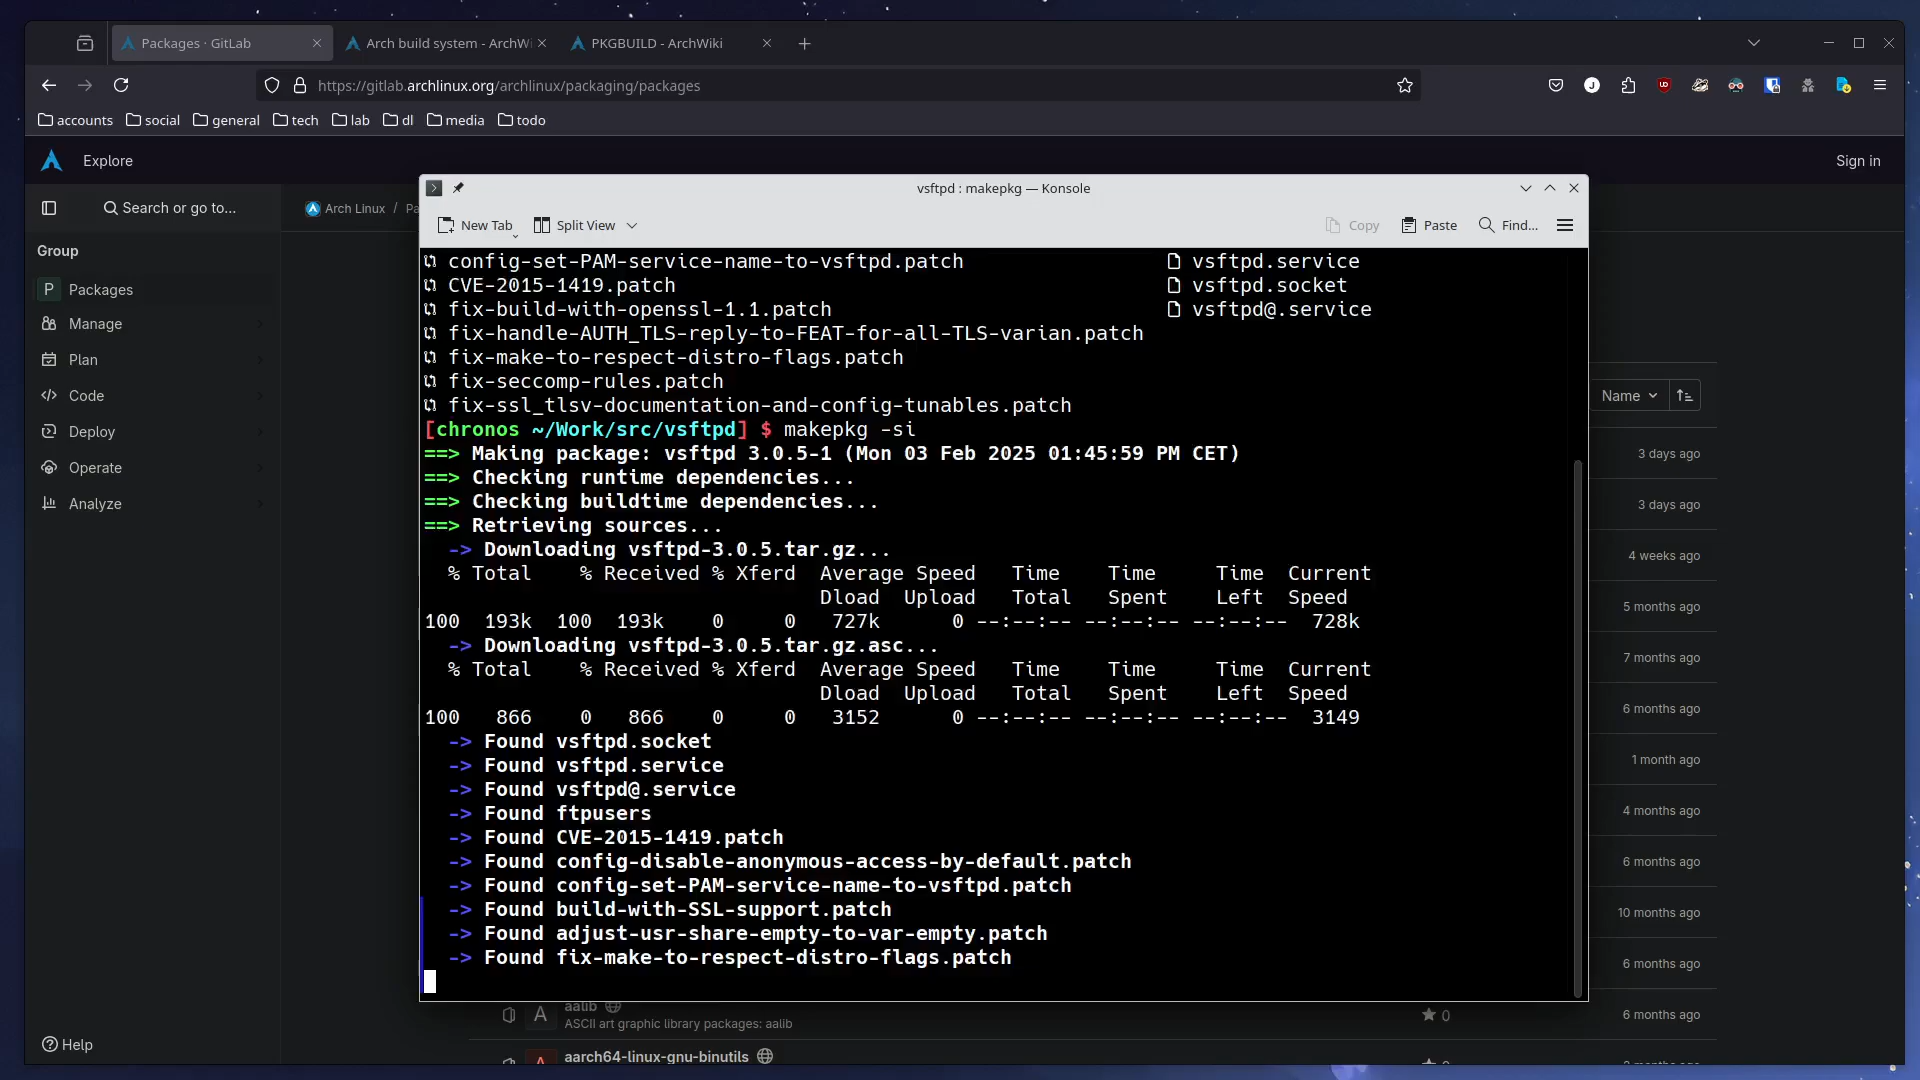 Packages · GitLab
Arch build system - ArchWi
PKGBUILD - ArchWiki
https://gitlab.archlinux.org/archlinux/packaging/packages
accounts social general tech lab dl media todo
Explore
Sign in
Search or go to...
Arch Linux / Pa
Group
P Packages
Manage
Plan
Code
Deploy
Operate
Analyze
Help
vsftpd : makepkg — Konsole
New Tab Split View Copy Paste Find...
config-set-PAM-service-name-to-vsftpd.patch vsftpd.service
CVE-2015-1419.patch vsftpd.socket
fix-build-with-openssl-1.1.patch vsftpd@.service
fix-handle-AUTH_TLS-reply-to-FEAT-for-all-TLS-varian.patch
fix-make-to-respect-distro-flags.patch
fix-seccomp-rules.patch
fix-ssl_tlsv-documentation-and-config-tunables.patch
[chronos ~/Work/src/vsftpd] $ makepkg -si
==> Making package: vsftpd 3.0.5-1 (Mon 03 Feb 2025 01:45:59 PM CET)
==> Checking runtime dependencies...
==> Checking buildtime dependencies...
==> Retrieving sources...
-> Downloading vsftpd-3.0.5.tar.gz...
% Total % Received % Xferd Average Speed Time Time Time Current
Dload Upload Total Spent Left Speed
100 193k 100 193k 0 0 727k 0 --:--:-- --:--:-- --:--:-- 728k
-> Downloading vsftpd-3.0.5.tar.gz.asc...
% Total % Received % Xferd Average Speed Time Time Time Current
Dload Upload Total Spent Left Speed
100 866 0 866 0 0 3152 0 --:--:-- --:--:-- --:--:-- 3149
-> Found vsftpd.socket
-> Found vsftpd.service
-> Found vsftpd@.service
-> Found ftpusers
-> Found CVE-2015-1419.patch
-> Found config-disable-anonymous-access-by-default.patch
-> Found config-set-PAM-service-name-to-vsftpd.patch
-> Found build-with-SSL-support.patch
-> Found adjust-usr-share-empty-to-var-empty.patch
-> Found fix-make-to-respect-distro-flags.patch
Name
3 days ago
3 days ago
4 weeks ago
5 months ago
7 months ago
6 months ago
1 month ago
4 months ago
6 months ago
10 months ago
6 months ago
A aalib
ASCII art graphic library packages: aalib
0
6 months ago
aarch64-linux-gnu-binutils